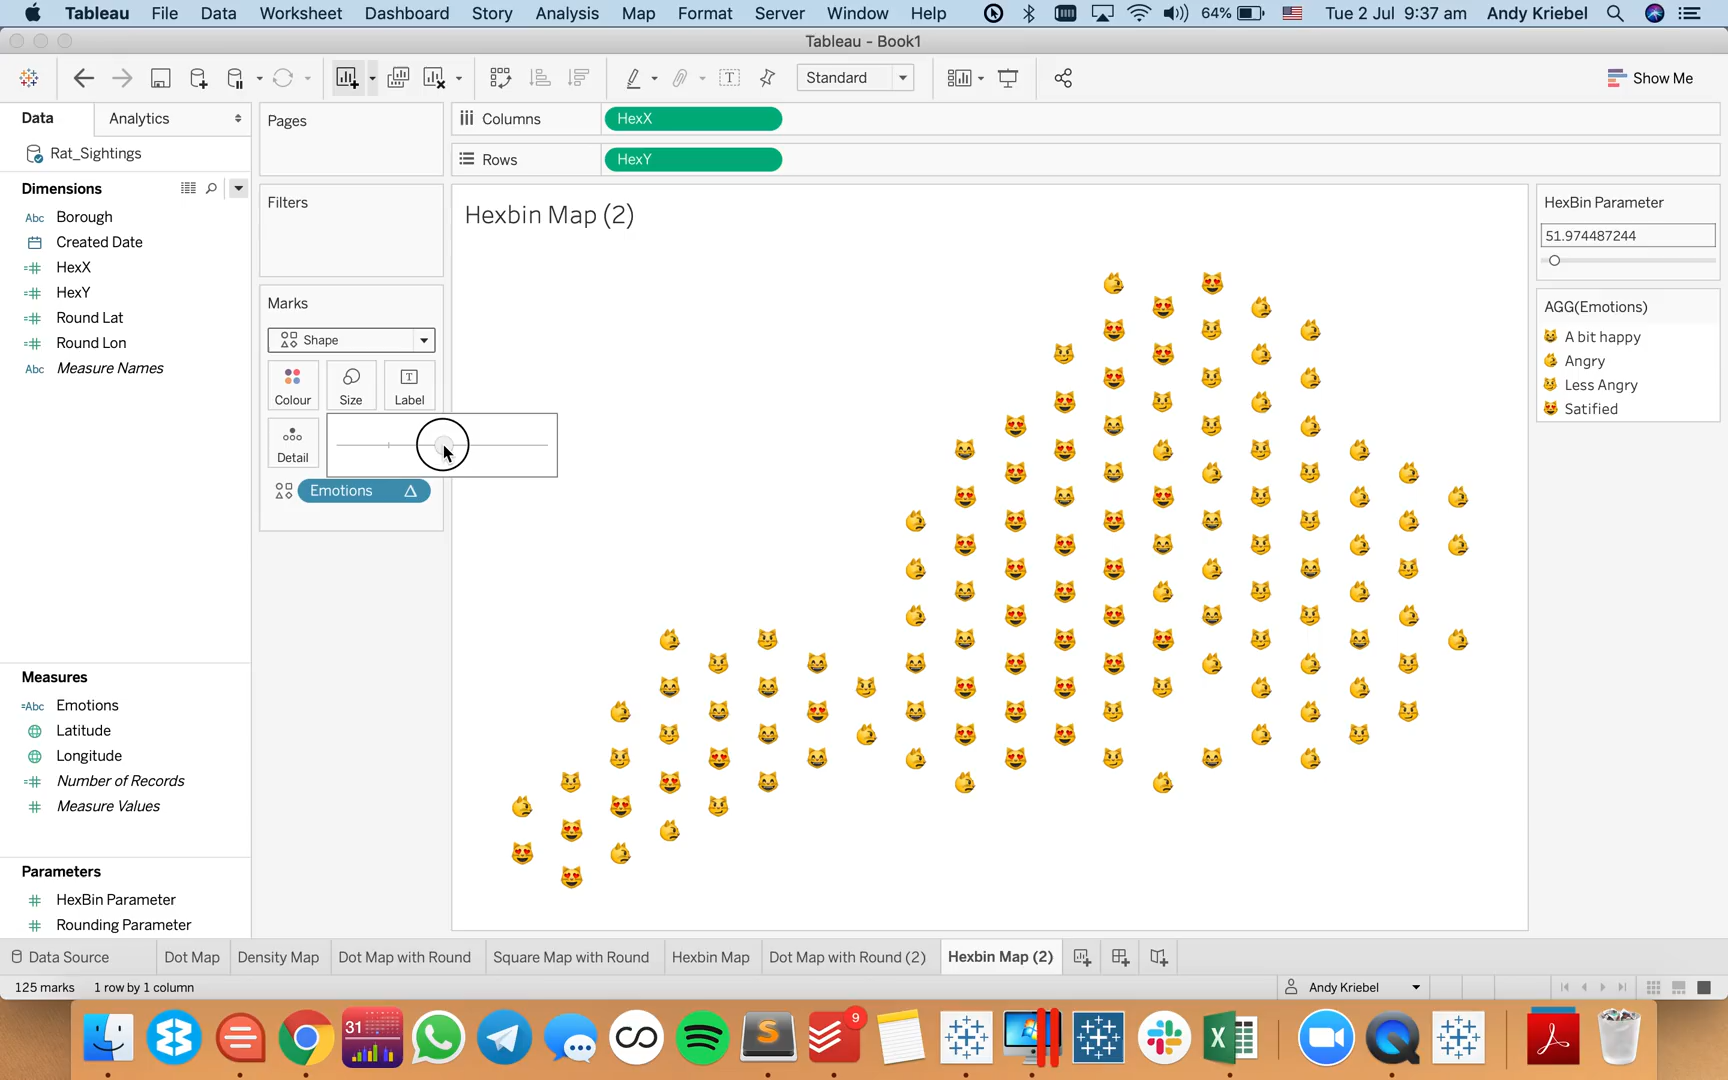 Tableau File Data Worksheet Dashboard Story Analysis Map Format Server Window Help 64% Tue 2 Jul 9:37 am Andy Kriebel
Tableau - Book1
Standard Show Me
Data Analytics
Pages
Columns HexX
Rat_Sightings
Rows HexY
Dimensions
Filters
Hexbin Map (2)
HexBin Parameter
51.974487244
Abc Borough
Created Date
HexX
HexY
Round Lat
Round Lon
Abc Measure Names
Marks
Shape
Colour Size Label
Detail
Emotions
AGG(Emotions)
A bit happy
Angry
Less Angry
Satified
Measures
Abc Emotions
Latitude
Longitude
Number of Records
Measure Values
Parameters
HexBin Parameter
Rounding Parameter
Data Source Dot Map Density Map Dot Map with Round Square Map with Round Hexbin Map Dot Map with Round (2) Hexbin Map (2)
125 marks 1 row by 1 column Andy Kriebel
31 9